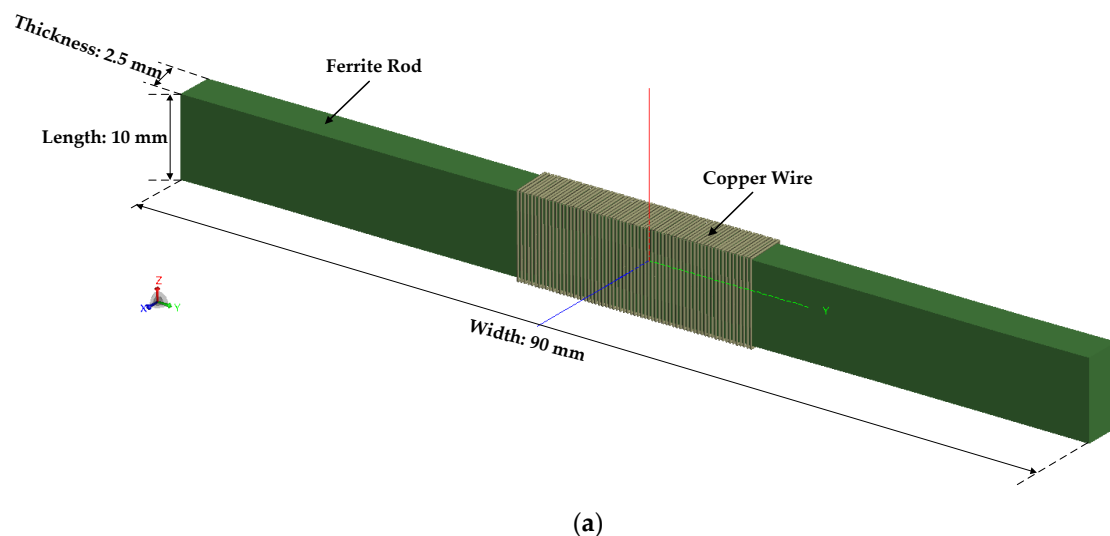 Thickness: 2.5 mm
Ferrite Rod
Length: 10 mm
Copper Wire
Z
X
Y
Y
Width: 90 mm
(a)